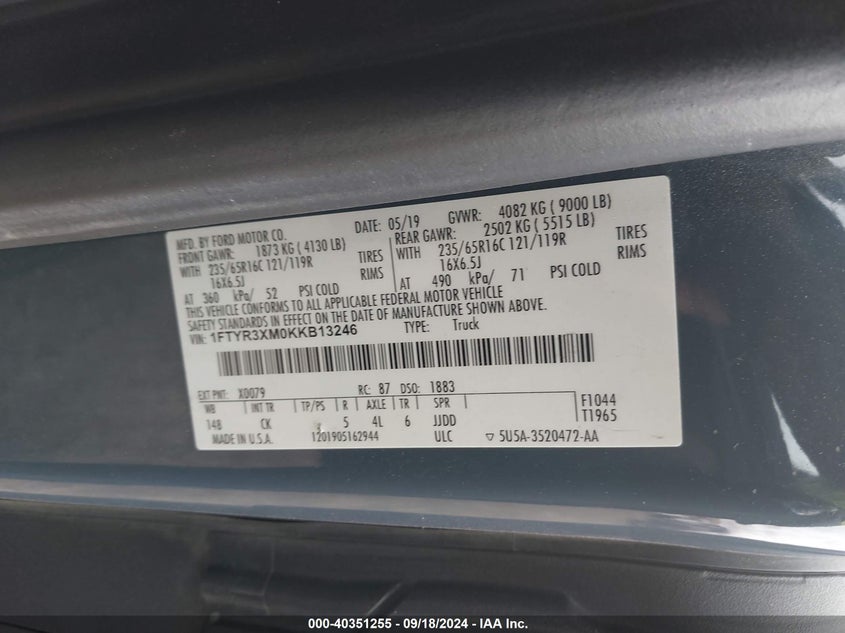 MFD. BY FORD MOTOR CO. DATE: 05/19 GVWR: 4082 KG ( 9000 LB)
FRONT GAWR: 1873 KG ( 4130 LB) REAR GAWR: 2502 KG ( 5515 LB)
WITH 235/65R16C 121/119R TIRES WITH 235/65R16C 121/119R TIRES
16X6.5J RIMS 16X6.5J RIMS
AT 360 kPa/ 52 PSI COLD AT 490 kPa/ 71 PSI COLD
THIS VEHICLE CONFORMS TO ALL APPLICABLE FEDERAL MOTOR VEHICLE
SAFETY STANDARDS IN EFFECT ON THE DATE OF MANUFACTURE SHOWN ABOVE.
VIN: 1FTYR3XM0KKB13246 TYPE: Truck
EXT PNT: X0079 RC: 87 DSO: 1883
WB INT TR TP/PS R AXLE TR SPR F1044
148 CK 5 4L 6 JJDD T1965
MADE IN U.S.A. 1201905162944 ULC 5U5A-3520472-AA
000-40351255 - 09/18/2024 - IAA Inc.